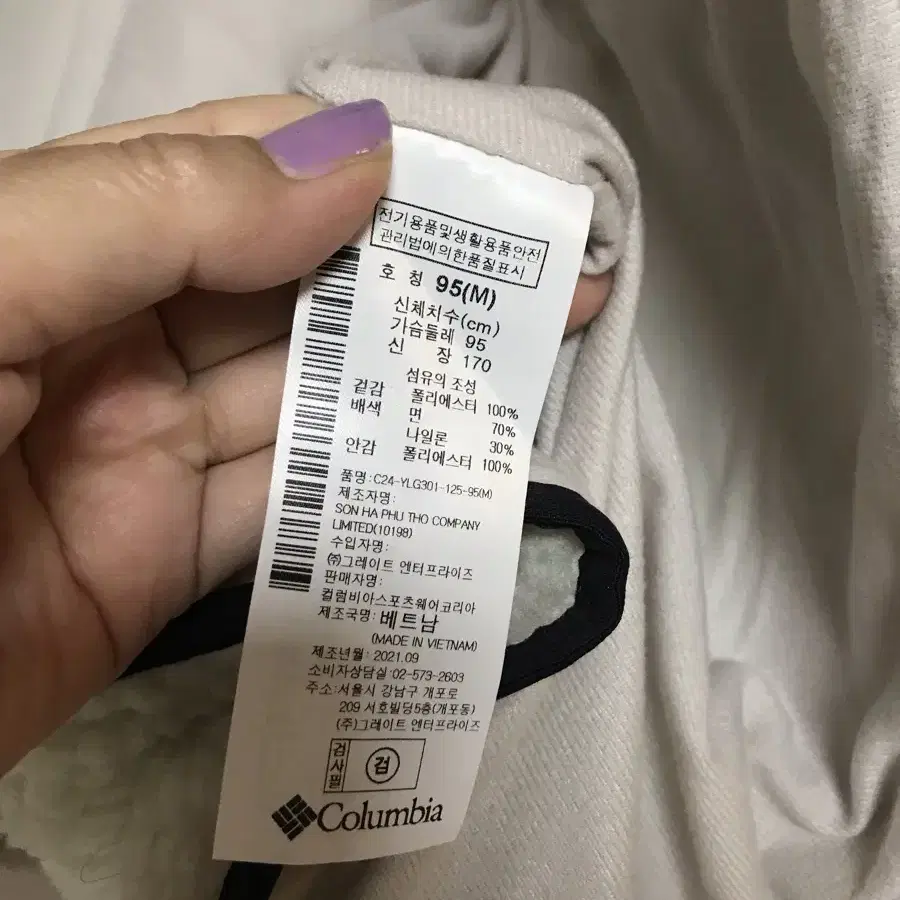 전기용품및생활용품안전
관리법에의한품질표시
호 칭 95(M)
신체치수(cm)
가슴둘레 95
신 장 170
섬유의 조성
겉감 폴리에스터 100%
배색 면 70%
나일론 30%
안감 폴리에스터 100%
품명:C24-YLG301-125-95(M)
제조자명:
SON HA PHU THO COMPANY
LIMITED(10198)
수입자명:
㈜그레이트 엔터프라이즈
판매자명:
컬럼비아스포츠웨어코리아
제조국명:베트남
(MADE IN VIETNAM)
제조년월:2021.09
소비자상담실:02-573-2603
주소:서울시 강남구 개포로
209 서호빌딩5층(개포동)
(주)그레이트 엔터프라이즈
검사필 검
Columbia